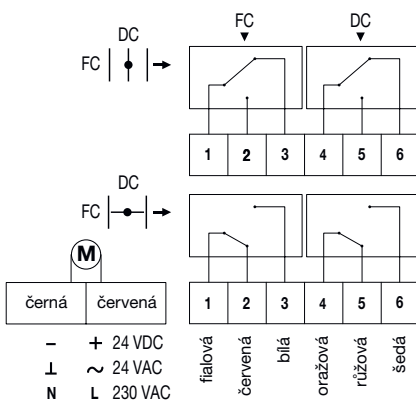 FC DC
DC
FC
1 2 3 4 5 6
DC
FC
M
černá červená
1 2 3 4 5 6
− + 24 VDC
⊥ ~ 24 VAC
N L 230 VAC
fialová
červená
bílá
oražová
růžová
šedá